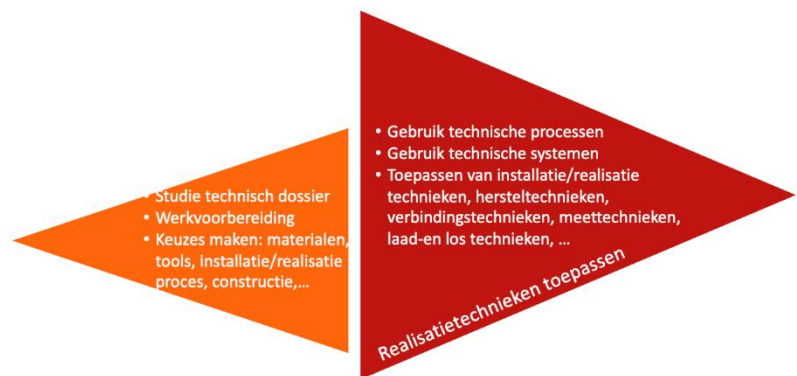 • Studie technisch dossier
• Werkvoorbereiding
• Keuzes maken: materialen,
tools, installatie/realisatie
proces, constructie,...
• Gebruik technische processen
• Gebruik technische systemen
• Toepassen van installatie/realisatie
technieken, hersteltechnieken,
verbindingstechnieken, meettechnieken,
laad-en los technieken, ...
Realisatietechnieken toepassen